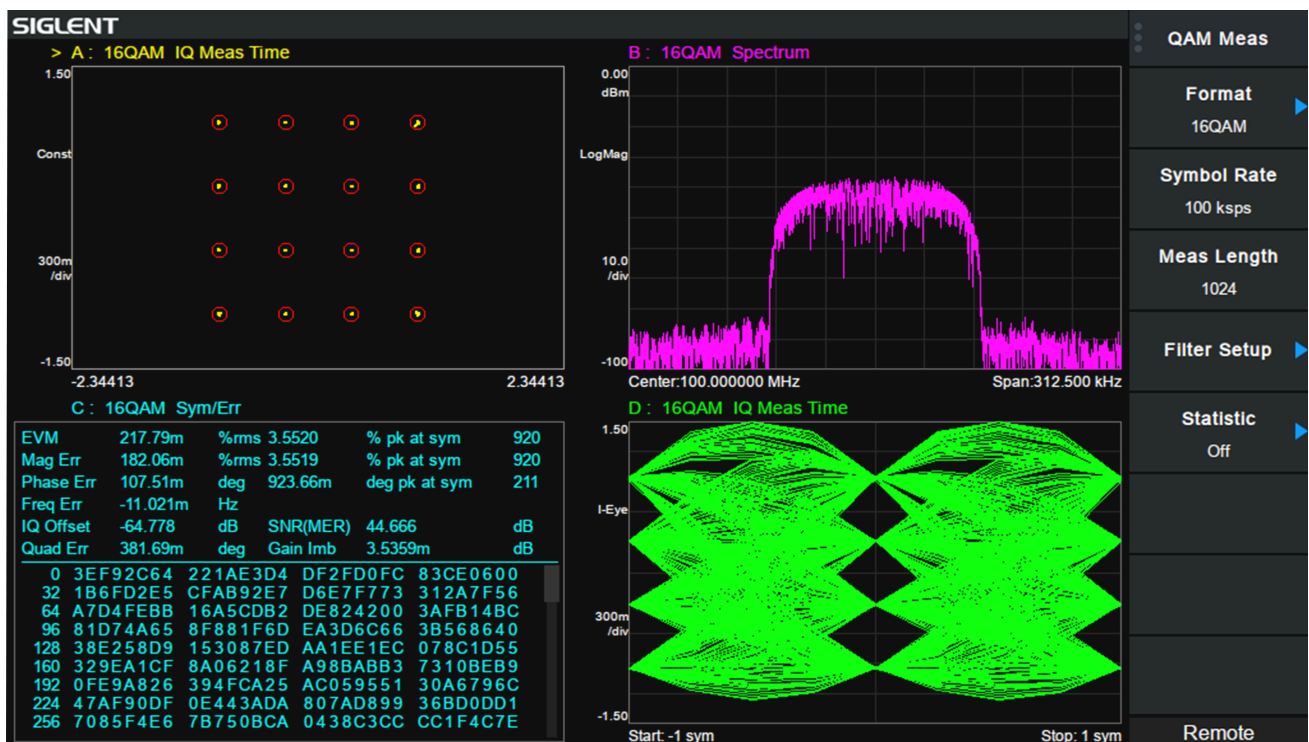 SIGLENT
> A : 16QAM IQ Meas Time
1.50
Const
300m
/div
-1.50
-2.34413 2.34413
B : 16QAM Spectrum
0.00
dBm
LogMag
10.0
/div
-100
Center:100.000000 MHz Span:312.500 kHz
C : 16QAM Sym/Err
EVM 217.79m %rms 3.5520 % pk at sym 920
Mag Err 182.06m %rms 3.5519 % pk at sym 920
Phase Err 107.51m deg 923.66m deg pk at sym 211
Freq Err -11.021m Hz
IQ Offset -64.778 dB SNR(MER) 44.666 dB
Quad Err 381.69m deg Gain Imb 3.5359m dB
0 3EF92C64 221AE3D4 DF2FD0FC 83CE0600
32 1B6FD2E5 CFAB92E7 D6E7F773 312A7F56
64 A7D4FEBB 16A5CDB2 DE824200 3AFB14BC
96 81D74A65 8F881F6D EA3D6C66 3B568640
128 38E258D9 153087ED AA1EE1EC 078C1D55
160 329EA1CF 8A06218F A98BABB3 7310BEB9
192 0FE9A826 394FCA25 AC059551 30A6796C
224 47AF90DF 0E443ADA 807AD899 36BD0DD1
256 7085F4E6 7B750BCA 0438C3CC CC1F4C7E
D : 16QAM IQ Meas Time
1.50
I-Eye
300m
/div
-1.50
Start: -1 sym Stop: 1 sym
QAM Meas
Format
16QAM
Symbol Rate
100 ksps
Meas Length
1024
Filter Setup
Statistic
Off
Remote